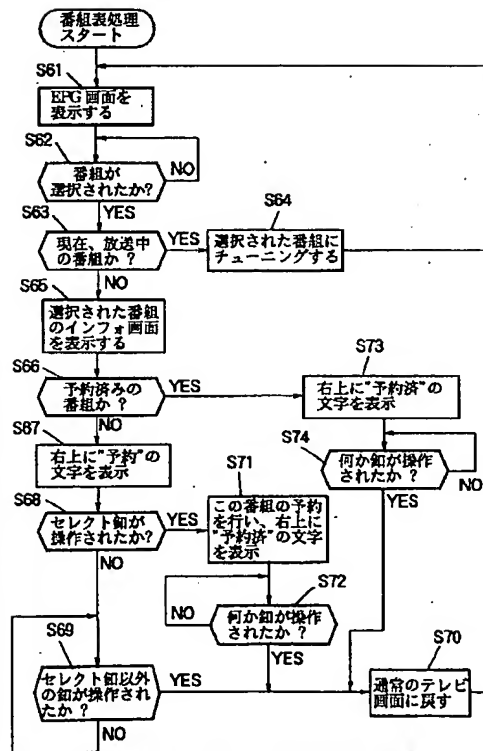 番組表処理
スタート
S61
EPG画面を
表示する
S62
番組が
選択されたか?
NO
YES
S63
現在、放送中
の番組か?
YES
NO
S64
選択された番組に
チューニングする
S65
選択された番組
のインフォ画面
を表示する
S66
予約済みの
番組か?
YES
NO
S73
右上に"予約済"の
文字を表示
S74
何か釦が操作
されたか?
NO
YES
S67
右上に"予約"の
文字を表示
S68
セレクト釦が
操作されたか?
YES
NO
S71
この番組の予約
を行い、右上に
"予約済"の文字
を表示
S72
何か釦が操作
されたか?
NO
YES
S69
セレクト釦以外
の釦が操作され
たか?
YES
NO
S70
通常のテレビ
画面に戻す